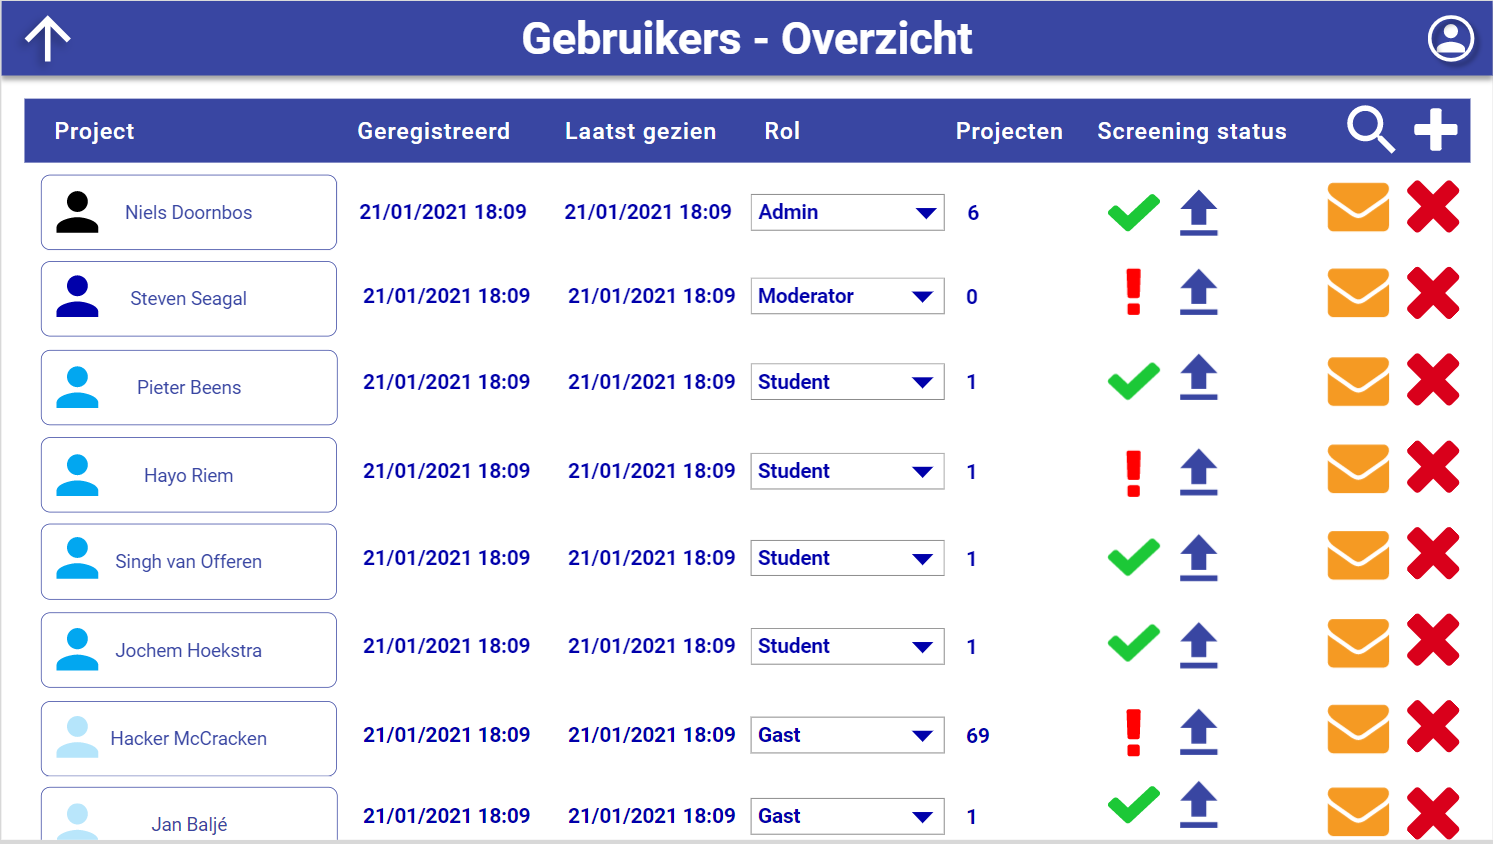 Gebruikers - Overzicht
Project Geregistreerd Laatst gezien Rol Projecten Screening status
Niels Doornbos 21/01/2021 18:09 21/01/2021 18:09 Admin 6
Steven Seagal 21/01/2021 18:09 21/01/2021 18:09 Moderator 0
Pieter Beens 21/01/2021 18:09 21/01/2021 18:09 Student 1
Hayo Riem 21/01/2021 18:09 21/01/2021 18:09 Student 1
Singh van Offeren 21/01/2021 18:09 21/01/2021 18:09 Student 1
Jochem Hoekstra 21/01/2021 18:09 21/01/2021 18:09 Student 1
Hacker McCracken 21/01/2021 18:09 21/01/2021 18:09 Gast 69
Jan Baljé 21/01/2021 18:09 21/01/2021 18:09 Gast 1